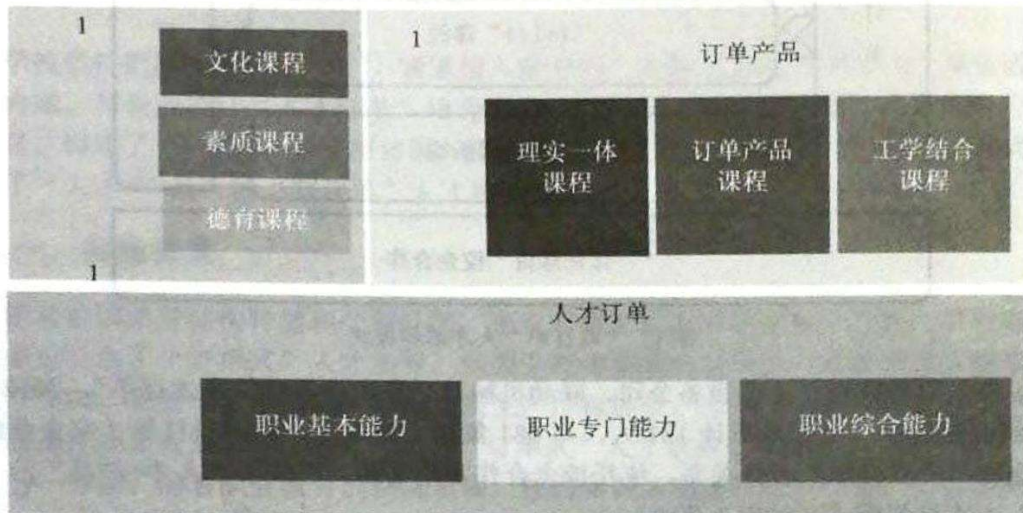 1
文化课程
素质课程
德育课程
1
订单产品
理实一体
课程
订单产品
课程
工学结合
课程
1
人才订单
职业基本能力
职业专门能力
职业综合能力